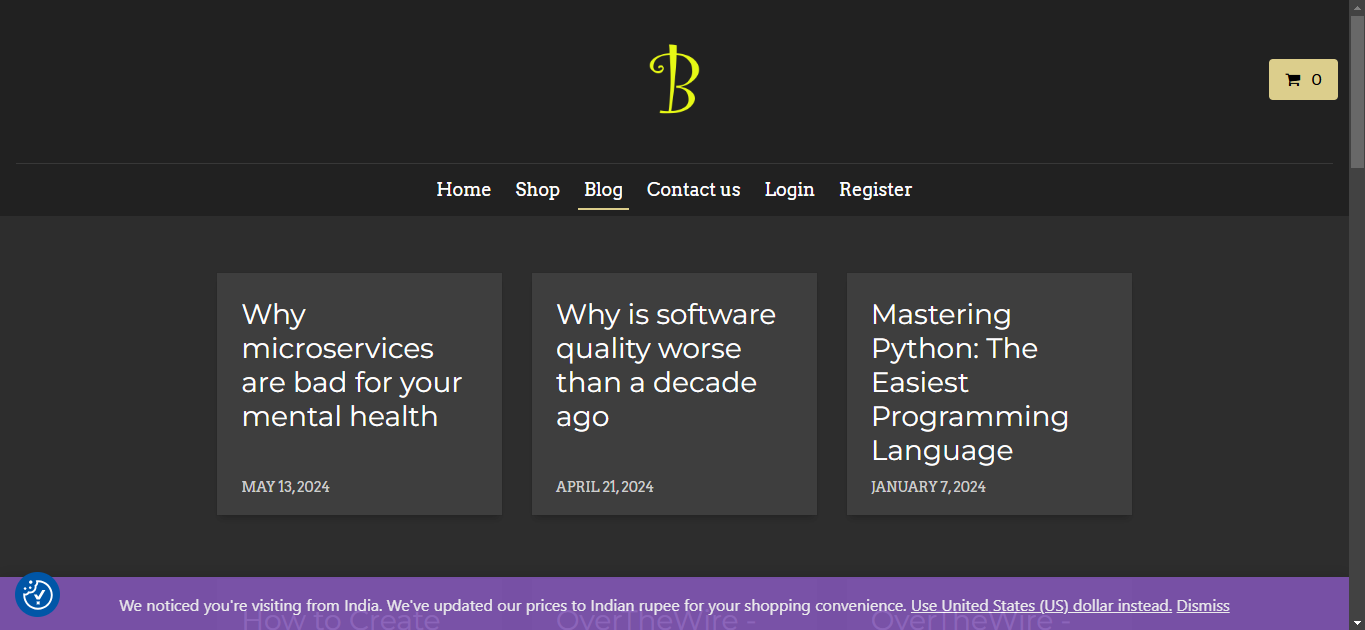 B
0
Home Shop Blog Contact us Login Register
Why
microservices
are bad for your
mental health
MAY 13, 2024
Why is software
quality worse
than a decade
ago
APRIL 21, 2024
Mastering
Python: The
Easiest
Programming
Language
JANUARY 7, 2024
We noticed you're visiting from India. We've updated our prices to Indian rupee for your shopping convenience. Use United States (US) dollar instead. Dismiss
How to Create
OverTheWire -
OverTheWire -